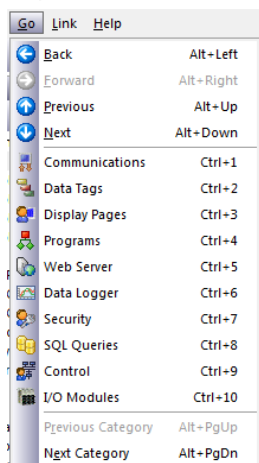 Go Link Help
Back Alt+Left
Forward Alt+Right
Previous Alt+Up
Next Alt+Down
Communications Ctrl+1
Data Tags Ctrl+2
Display Pages Ctrl+3
Programs Ctrl+4
Web Server Ctrl+5
Data Logger Ctrl+6
Security Ctrl+7
SQL Queries Ctrl+8
Control Ctrl+9
I/O Modules Ctrl+10
Previous Category Alt+PgUp
Next Category Alt+PgDn